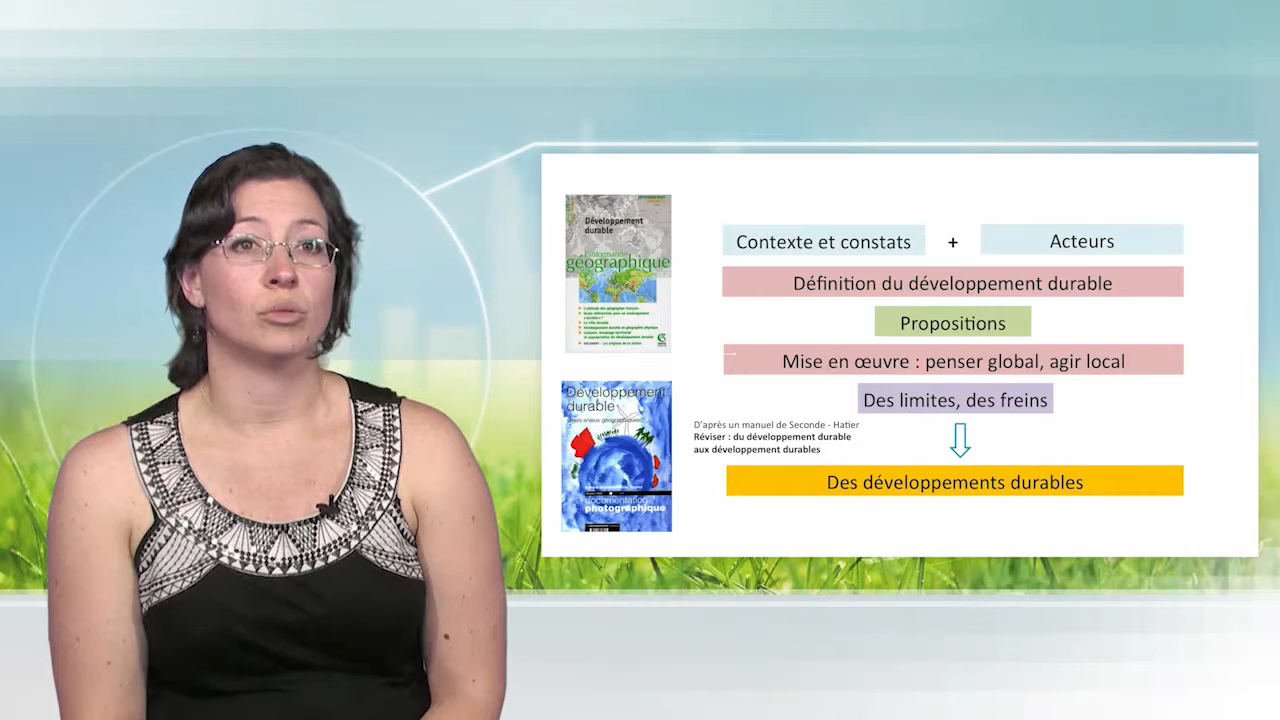 Développement
durable
information
géographique
Contexte et constats + Acteurs
Définition du développement durable
Propositions
Mise en œuvre : penser global, agir local
Des limites, des freins
Développement
durable
documentation
photographique
D'après un manuel de Seconde - Hatier
Réviser : du développement durable
aux développement durables
Des développements durables